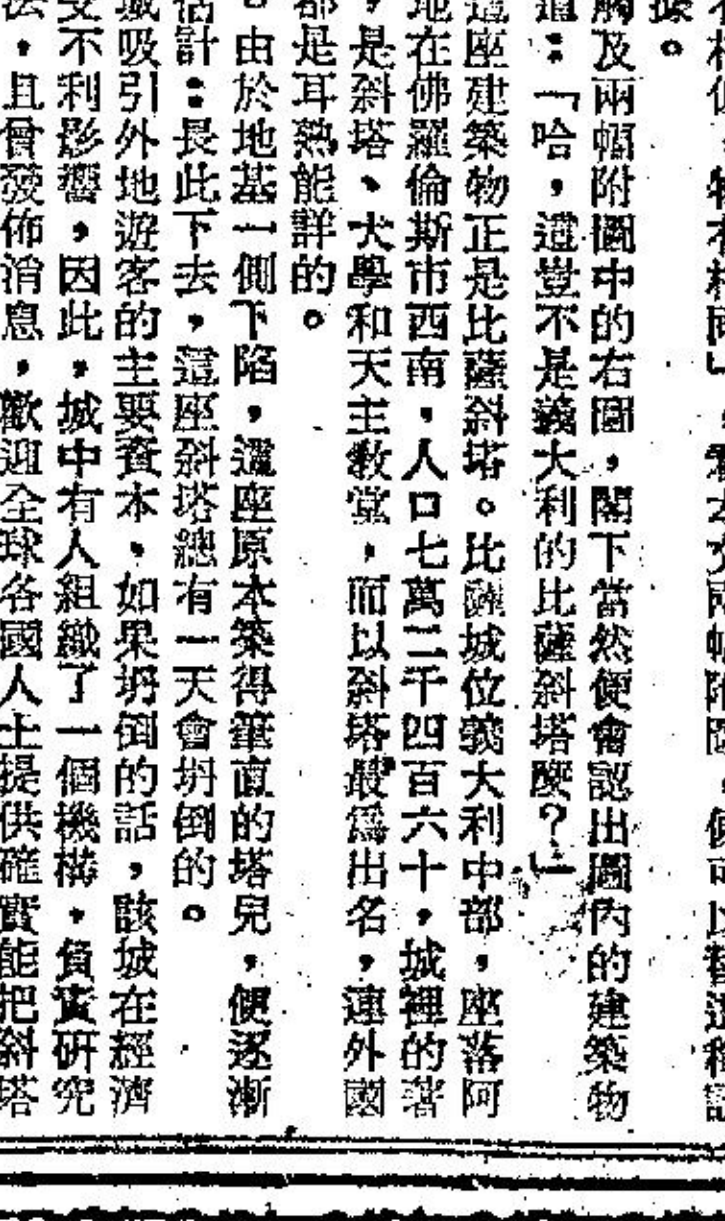 據。
觸及兩幅附圖中的右圖,閣下當然便會認出圖內的建築物
道:「哈,這豈不是義大利的比薩斜塔麽?」
這座建築物正是比薩斜塔。比薩城位義大利中部,座落阿
地在佛羅倫斯市西南,人口七萬二千四百六十,城裡的著
,是斜塔、大學和天主教堂,而以斜塔最爲出名,連外國
都是耳熟能詳的。
。由於地基一側下陷,這座原本築得筆直的塔兒,便逐漸
估計:長此下去,這座斜塔總有一天會坍倒的。
城吸引外地遊客的主要資本,如果坍倒的話,該城在經濟
受不利影響,因此,城中有人組織了一個機構,負責研究
法,且曾發佈消息,歡迎全球各國人士提供確實能把斜塔